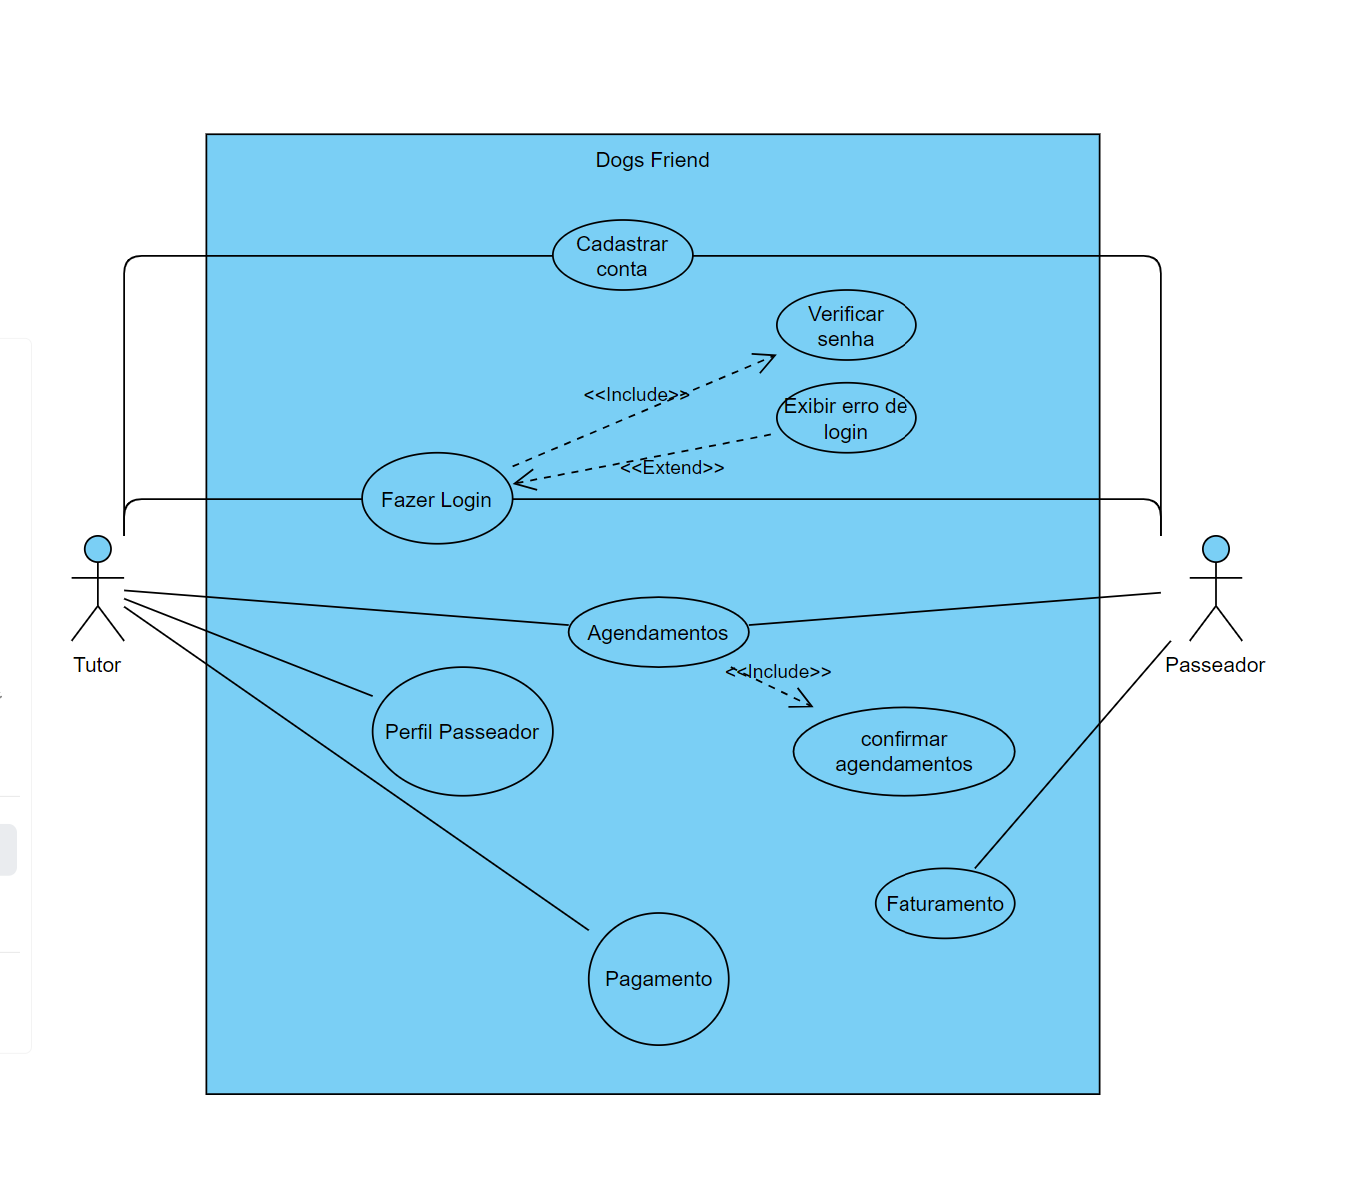 Dogs Friend
Cadastrar
conta
Verificar
senha
<<Include>>
Exibir erro de
login
<<Extend>>
Fazer Login
Agendamentos
Tutor
Passeador
<<Include>>
Perfil Passeador
confirmar
agendamentos
Faturamento
Pagamento